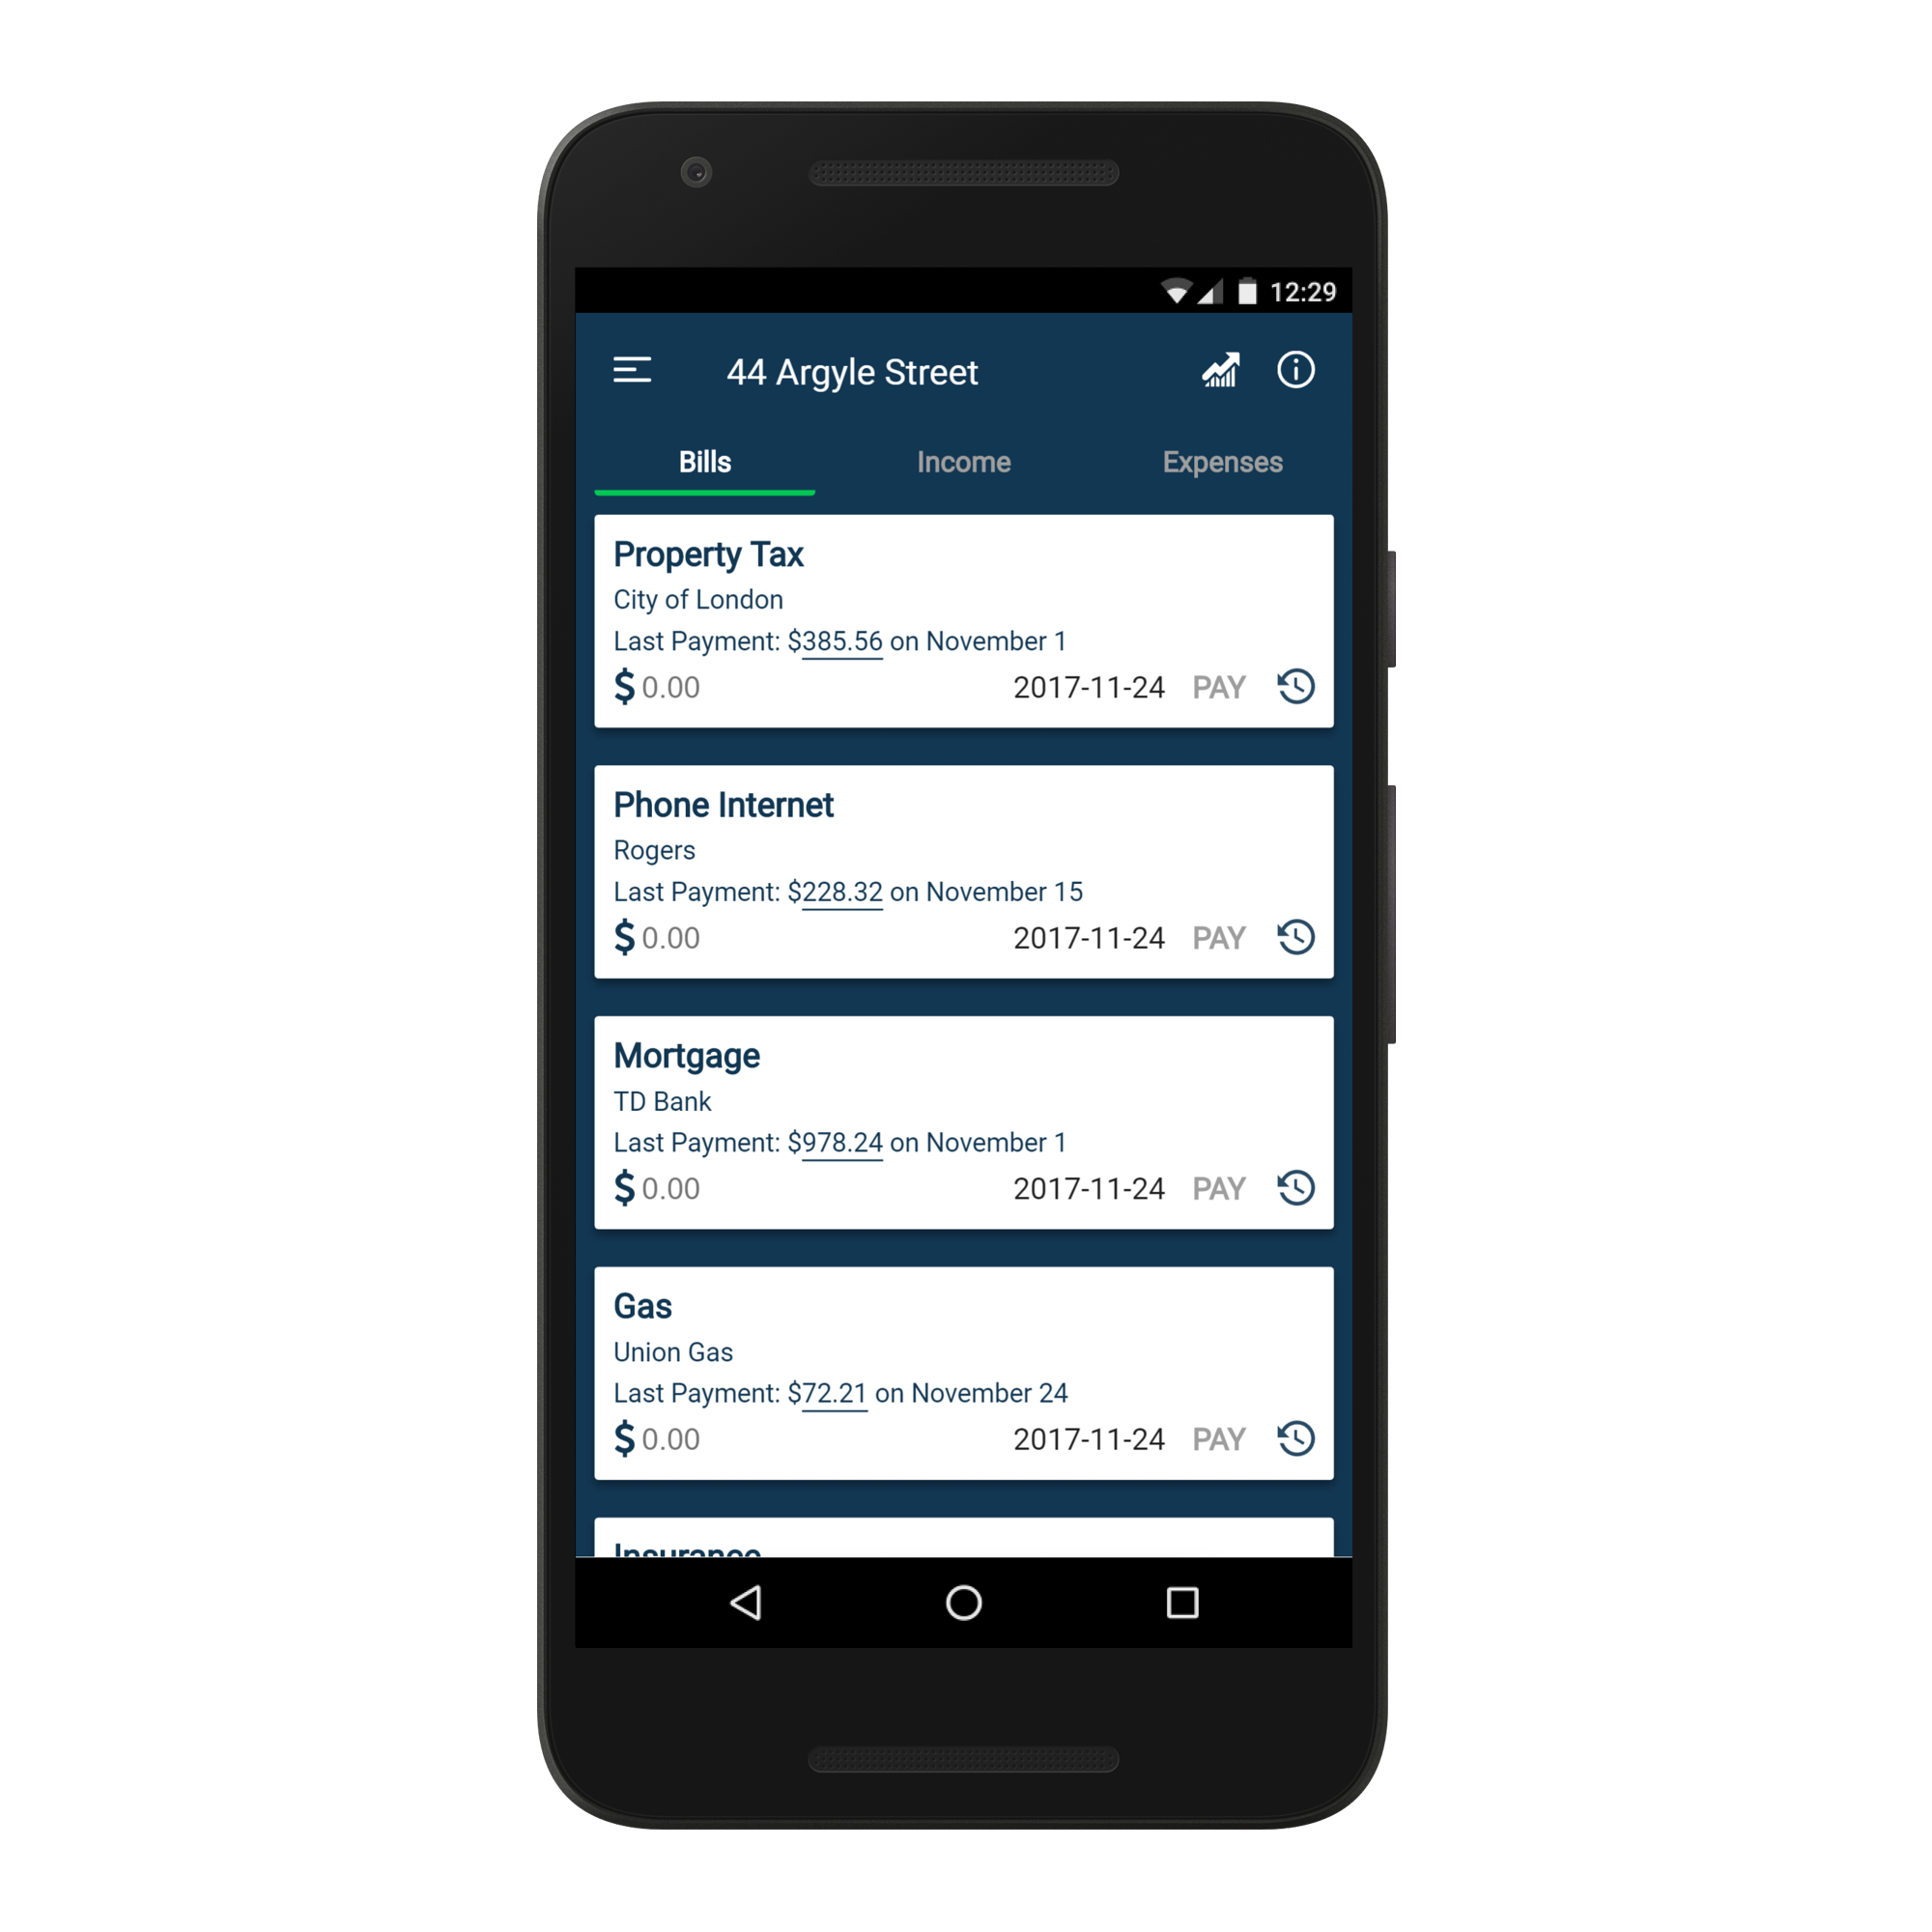 12:29
44 Argyle Street
Bills Income Expenses
Property Tax
City of London
Last Payment: $385.56 on November 1
$ 0.00 2017-11-24 PAY
Phone Internet
Rogers
Last Payment: $228.32 on November 15
$ 0.00 2017-11-24 PAY
Mortgage
TD Bank
Last Payment: $978.24 on November 1
$ 0.00 2017-11-24 PAY
Gas
Union Gas
Last Payment: $72.21 on November 24
$ 0.00 2017-11-24 PAY
Insurance